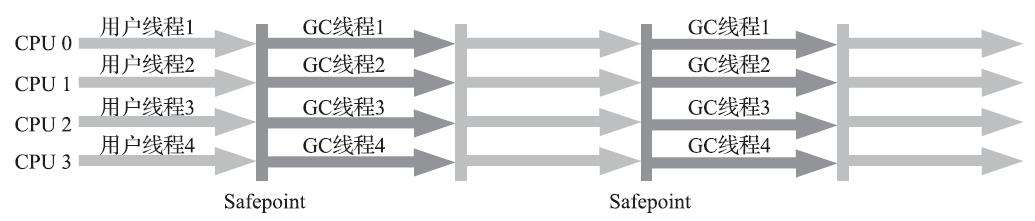 用户线程1 GC线程1 GC线程1
CPU 0
用户线程2 GC线程2 GC线程2
CPU 1
用户线程3 GC线程3 GC线程3
CPU 2
用户线程4 GC线程4 GC线程4
CPU 3
Safepoint Safepoint